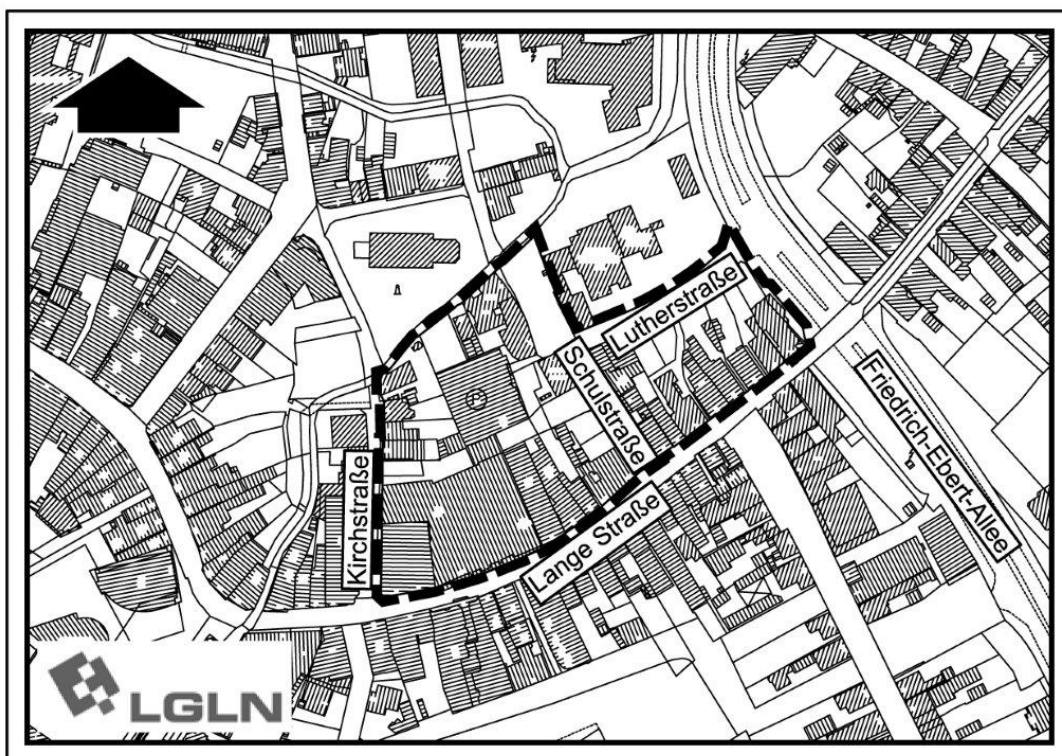 Lutherstraße
Schulstraße
Kirchstraße
Lange Straße
Friedrich-Ebert-Allee
P
LGLN